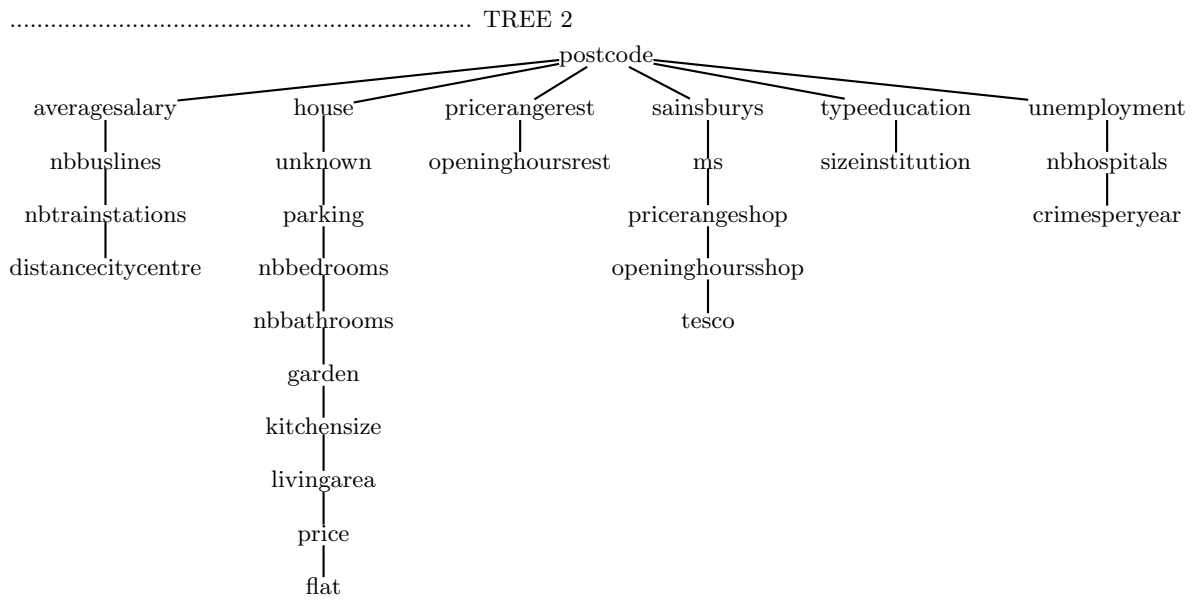 ..................................................................... TREE 2
postcode
averagesalary house pricerangerest sainsburys typeeducation unemployment
nbbuslines unknown openinghoursrest ms sizeinstitution nbhospitals
nbtrainstations parking pricerangeshop crimesperyear
distancecitycentre nbbedrooms openinghoursshop
nbbathrooms tesco
garden
kitchensize
livingarea
price
flat